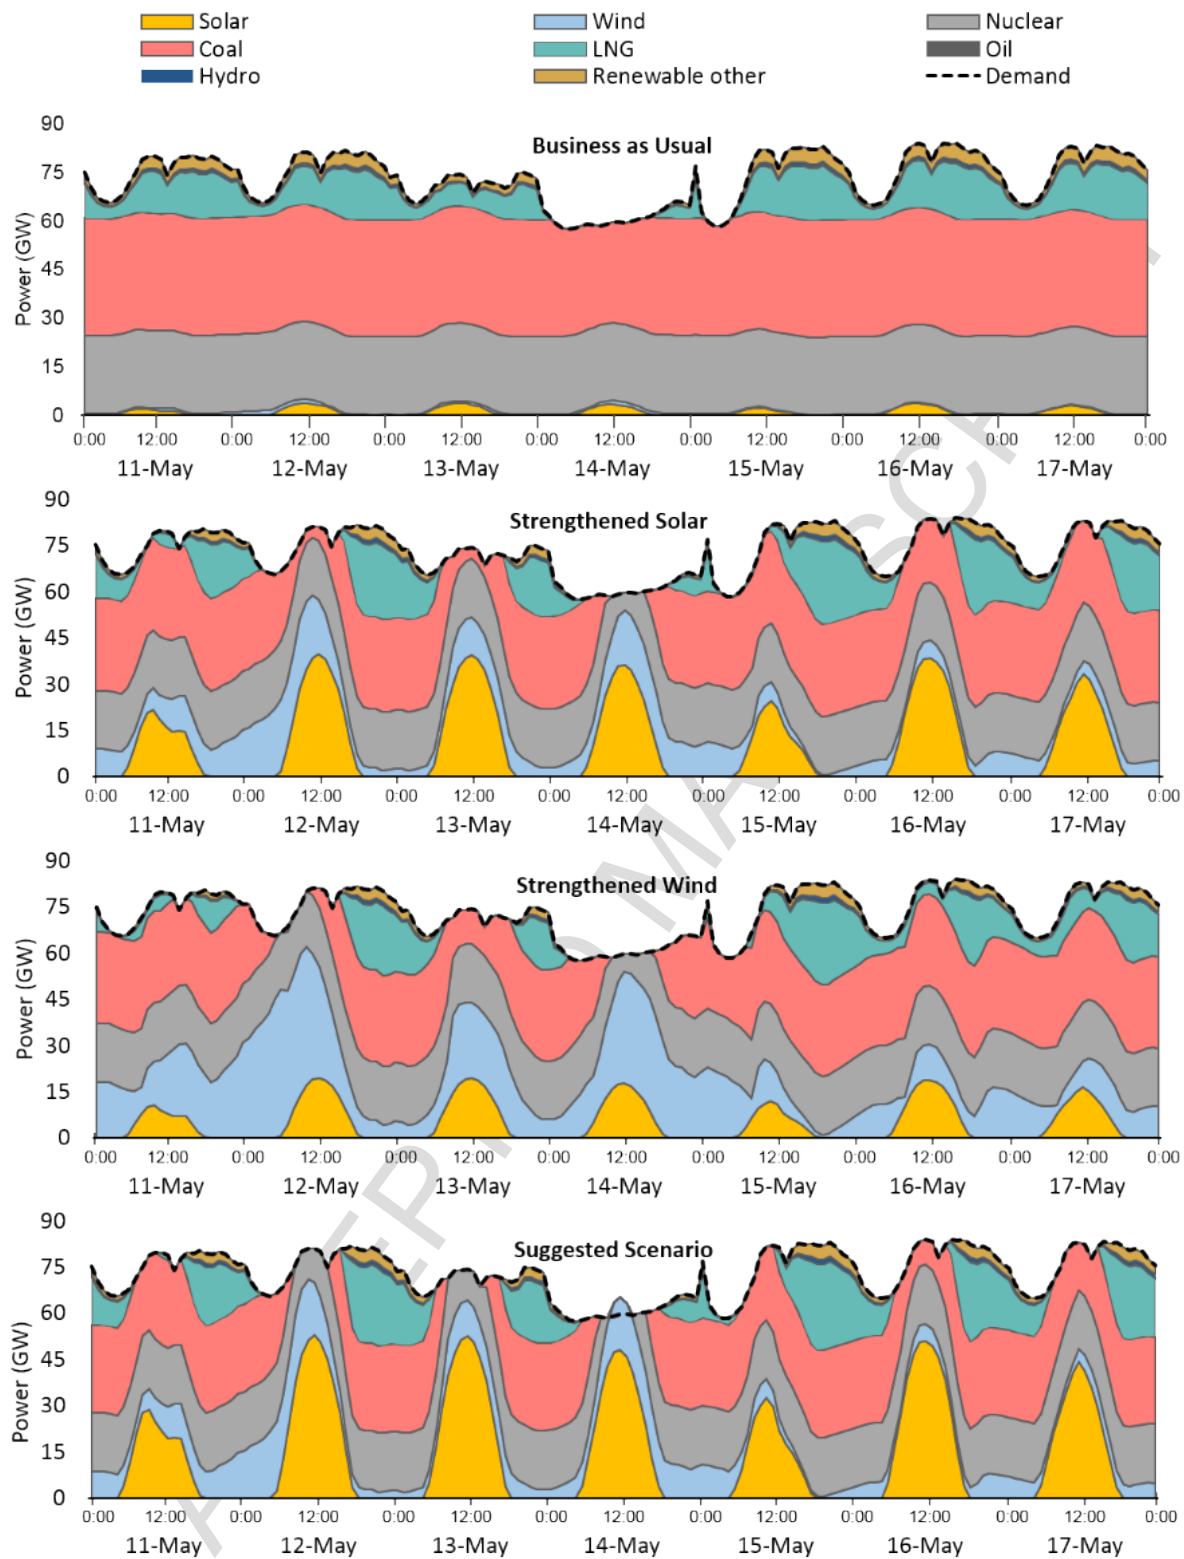 Solar Wind Nuclear
Coal LNG Oil
Hydro Renewable other Demand
Business as Usual
Power (GW)
90
75
60
45
30
15
0
0:00 12:00 0:00 12:00 0:00 12:00 0:00 12:00 0:00 12:00 0:00 12:00 0:00 12:00 0:00
11-May 12-May 13-May 14-May 15-May 16-May 17-May
Strengthened Solar
Power (GW)
90
75
60
45
30
15
0
0:00 12:00 0:00 12:00 0:00 12:00 0:00 12:00 0:00 12:00 0:00 12:00 0:00 12:00 0:00
11-May 12-May 13-May 14-May 15-May 16-May 17-May
Strengthened Wind
Power (GW)
90
75
60
45
30
15
0
0:00 12:00 0:00 12:00 0:00 12:00 0:00 12:00 0:00 12:00 0:00 12:00 0:00 12:00 0:00
11-May 12-May 13-May 14-May 15-May 16-May 17-May
Suggested Scenario
Power (GW)
90
75
60
45
30
15
0
0:00 12:00 0:00 12:00 0:00 12:00 0:00 12:00 0:00 12:00 0:00 12:00 0:00 12:00 0:00
11-May 12-May 13-May 14-May 15-May 16-May 17-May